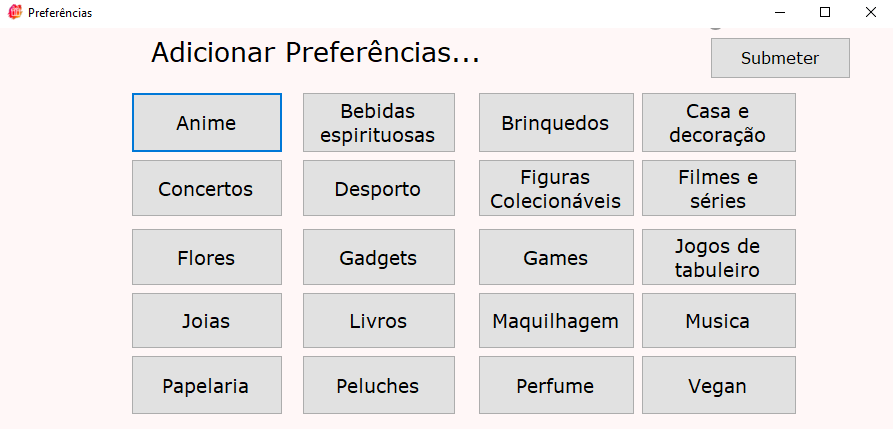 Preferências
Adicionar Preferências...
Submeter
Anime
Bebidas
espirituosas
Brinquedos
Casa e
decoração
Concertos
Desporto
Figuras
Colecionáveis
Filmes e
séries
Flores
Gadgets
Games
Jogos de
tabuleiro
Joias
Livros
Maquilhagem
Musica
Papelaria
Peluches
Perfume
Vegan